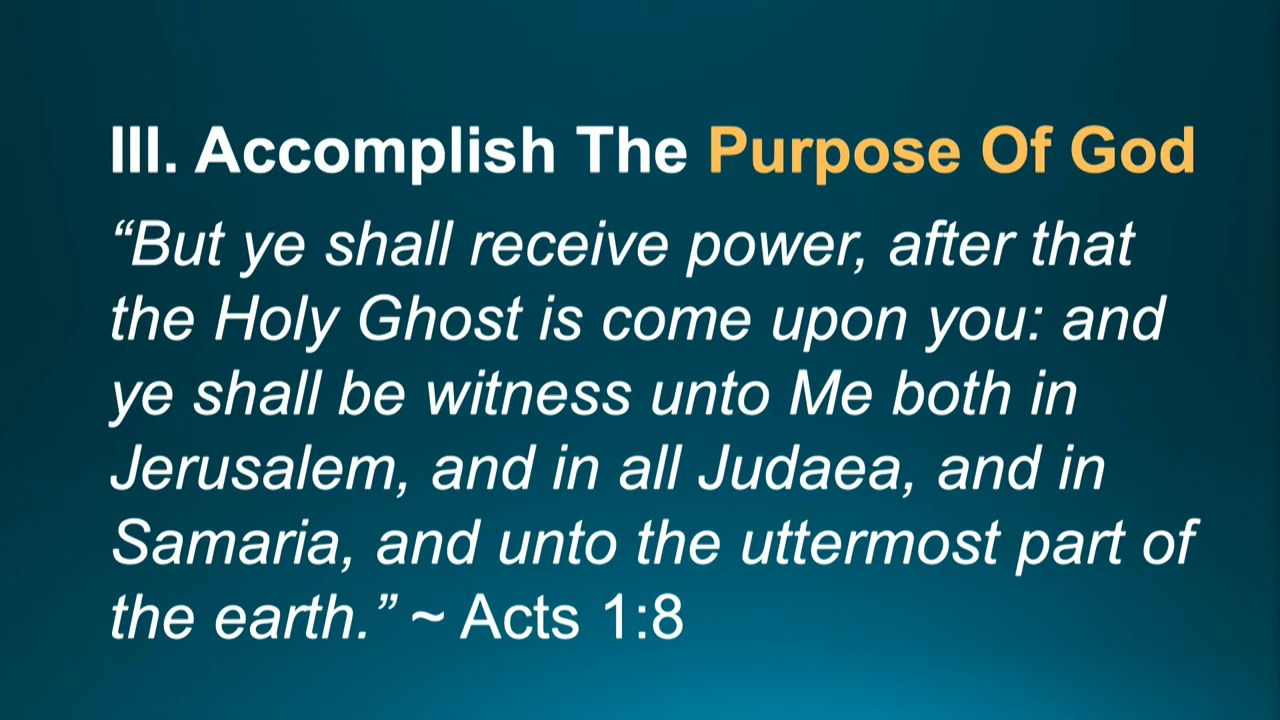 III. Accomplish The Purpose Of God
“But ye shall receive power, after that
the Holy Ghost is come upon you: and
ye shall be witness unto Me both in
Jerusalem, and in all Judaea, and in
Samaria, and unto the uttermost part of
the earth.” ~ Acts 1:8